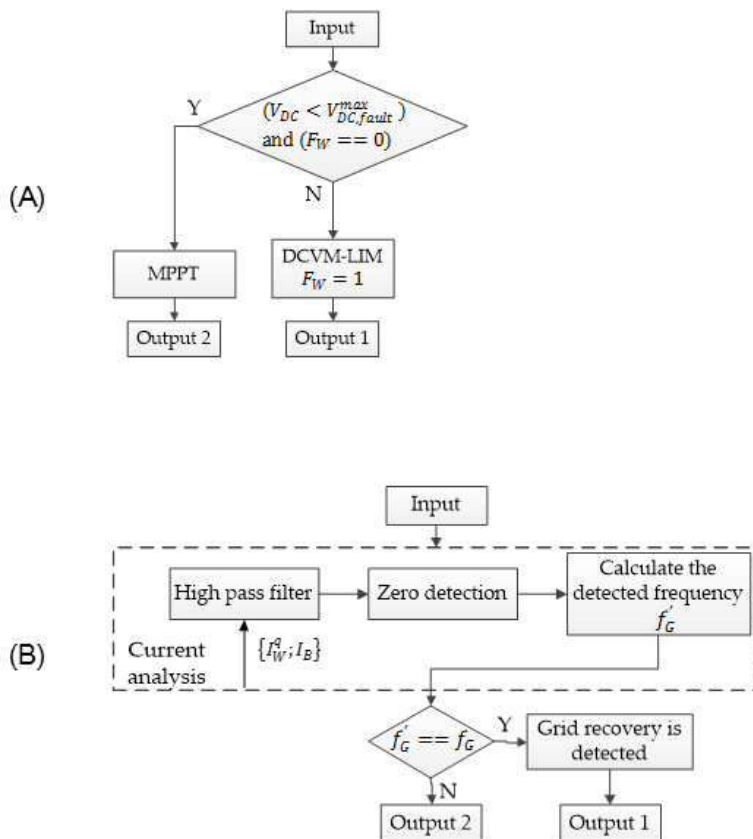 (A)
Input
(V_DC < V_DC,fault^max)
and (F_W == 0)
Y
N
MPPT
DCVM-LIM
F_W = 1
Output 2
Output 1
(B)
Input
High pass filter
Zero detection
Calculate the
detected frequency
f_G'
Current
analysis
{I_W^q; I_B}
f_G' == f_G
Y
Grid recovery is
detected
N
Output 2
Output 1